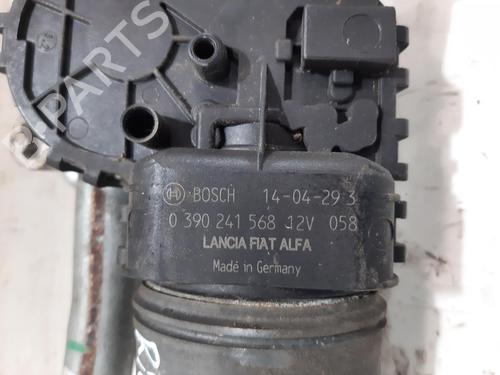 B-PARTS
BOSCH 14-04-29 3
0 390 241 568 12V 058
LANCIA FIAT ALFA
Made in Germany